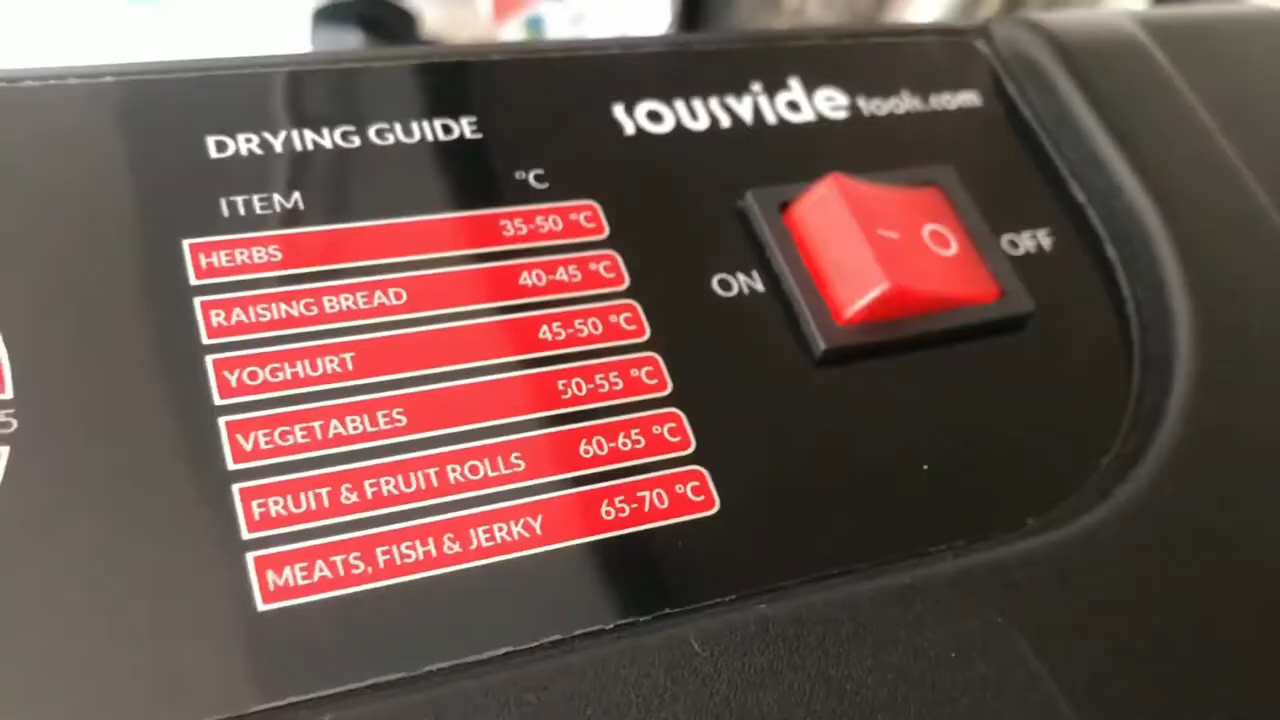 sousvide tools.com
DRYING GUIDE
ITEM °C
HERBS 35-50 °C
RAISING BREAD 40-45 °C
YOGHURT 45-50 °C
VEGETABLES 50-55 °C
FRUIT & FRUIT ROLLS 60-65 °C
MEATS, FISH & JERKY 65-70 °C
ON
OFF
5